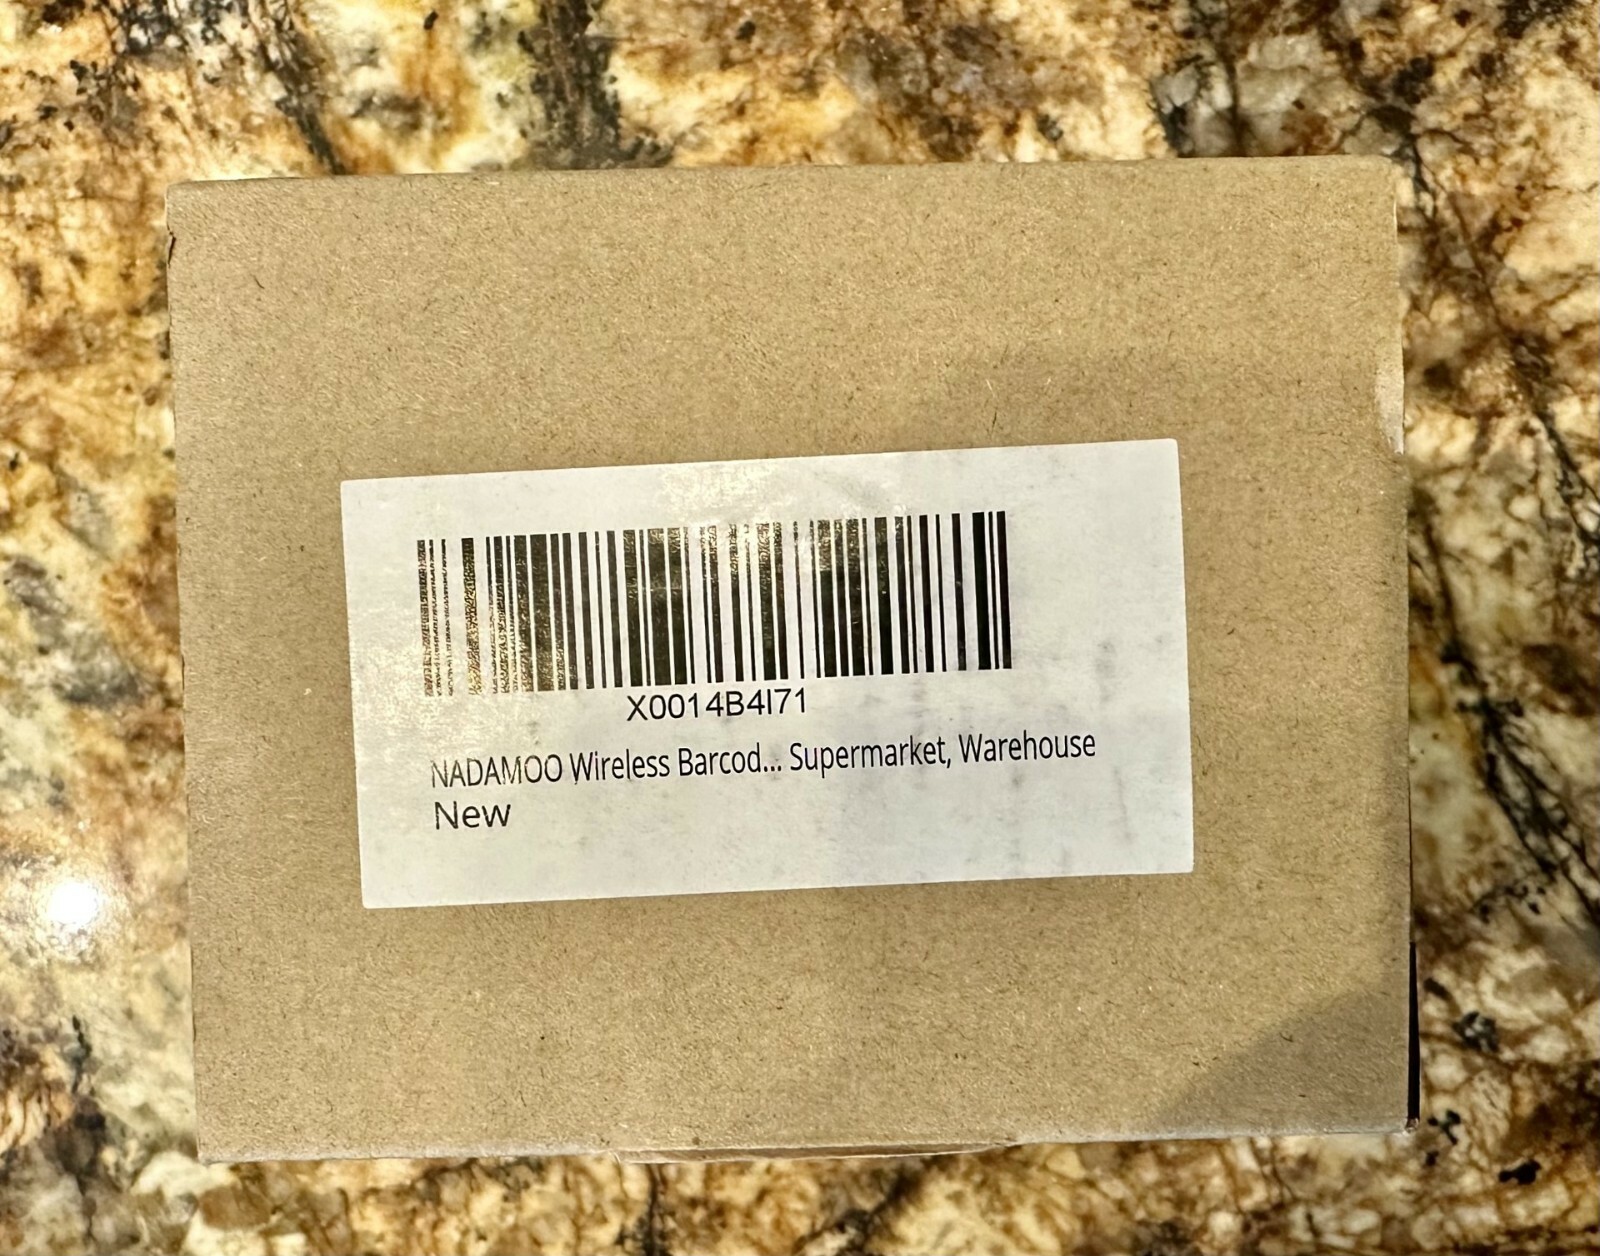 X0014B4I71
NADAMOO Wireless Barcod... Supermarket, Warehouse
New